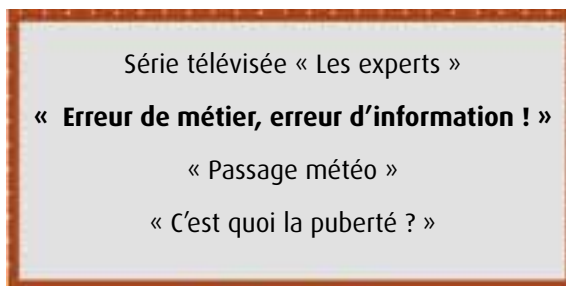 Série télévisée « Les experts »
« Erreur de métier, erreur d’information ! »
« Passage météo »
« C’est quoi la puberté ? »